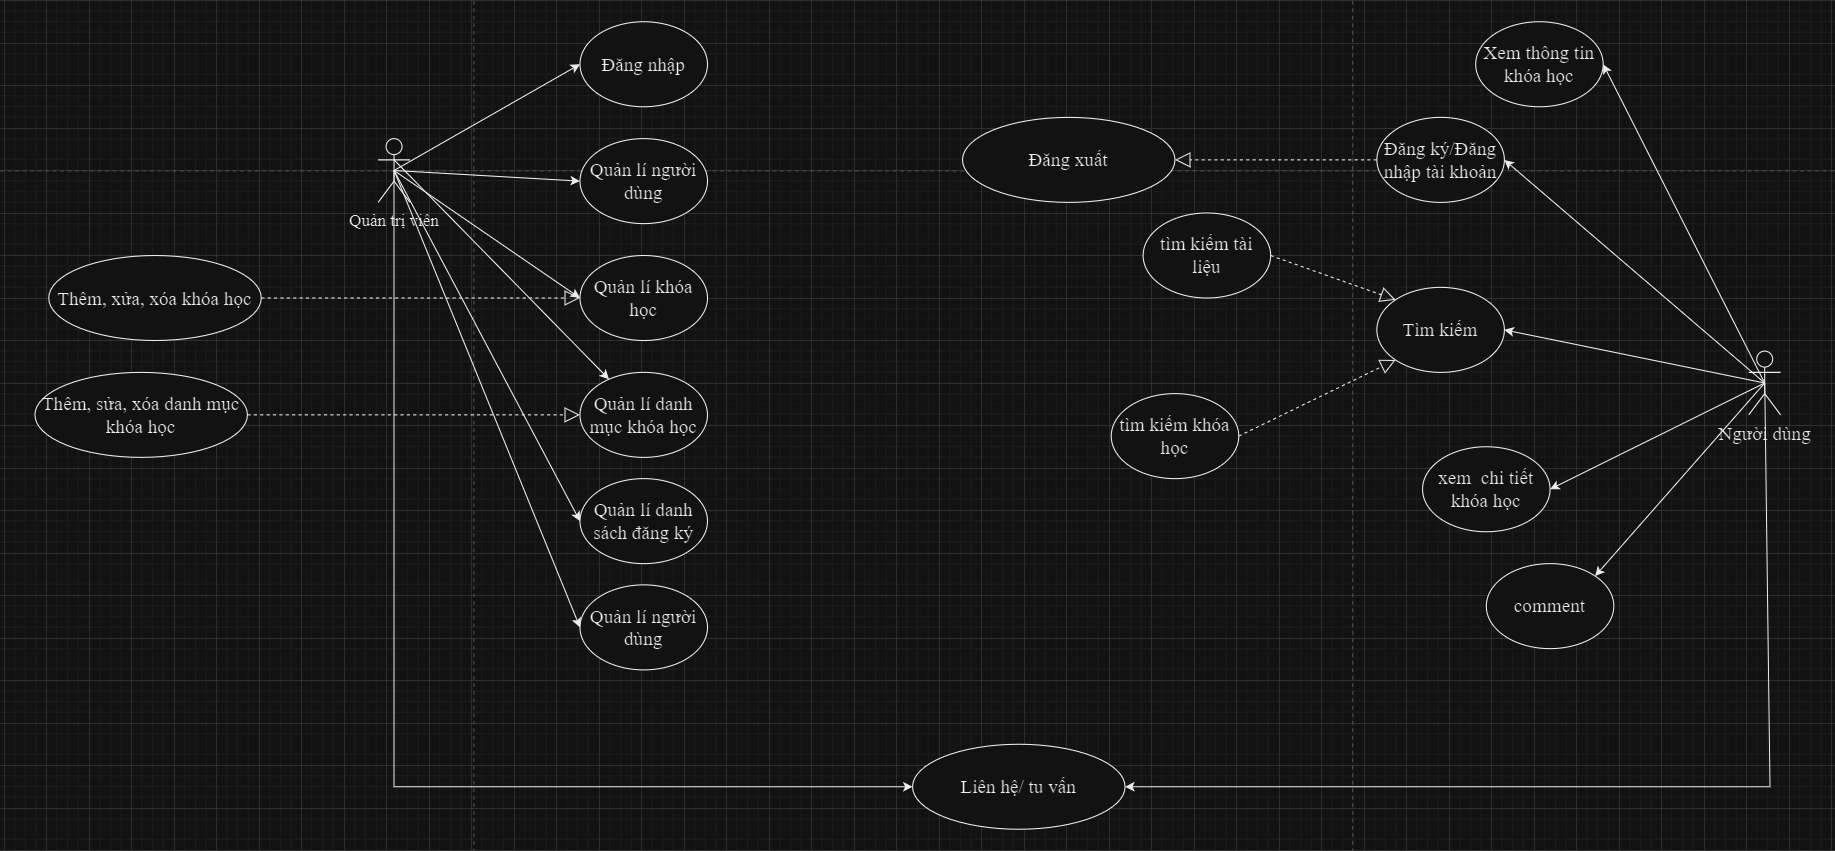 Đăng nhập
Quản lí người
dùng
Quản trị viên
Thêm, xửa, xóa khóa học
Quản lí khóa
học
Thêm, sửa, xóa danh mục
khóa học
Quản lí danh
mục khóa học
Quản lí danh
sách đăng ký
Quản lí người
dùng
Xem thông tin
khóa học
Đăng xuất
Đăng ký/Đăng
nhập tài khoản
tìm kiếm tài
liệu
Tìm kiếm
tìm kiếm khóa
học
Người dùng
xem  chi tiết
khóa học
comment
Liên hệ/ tu vấn